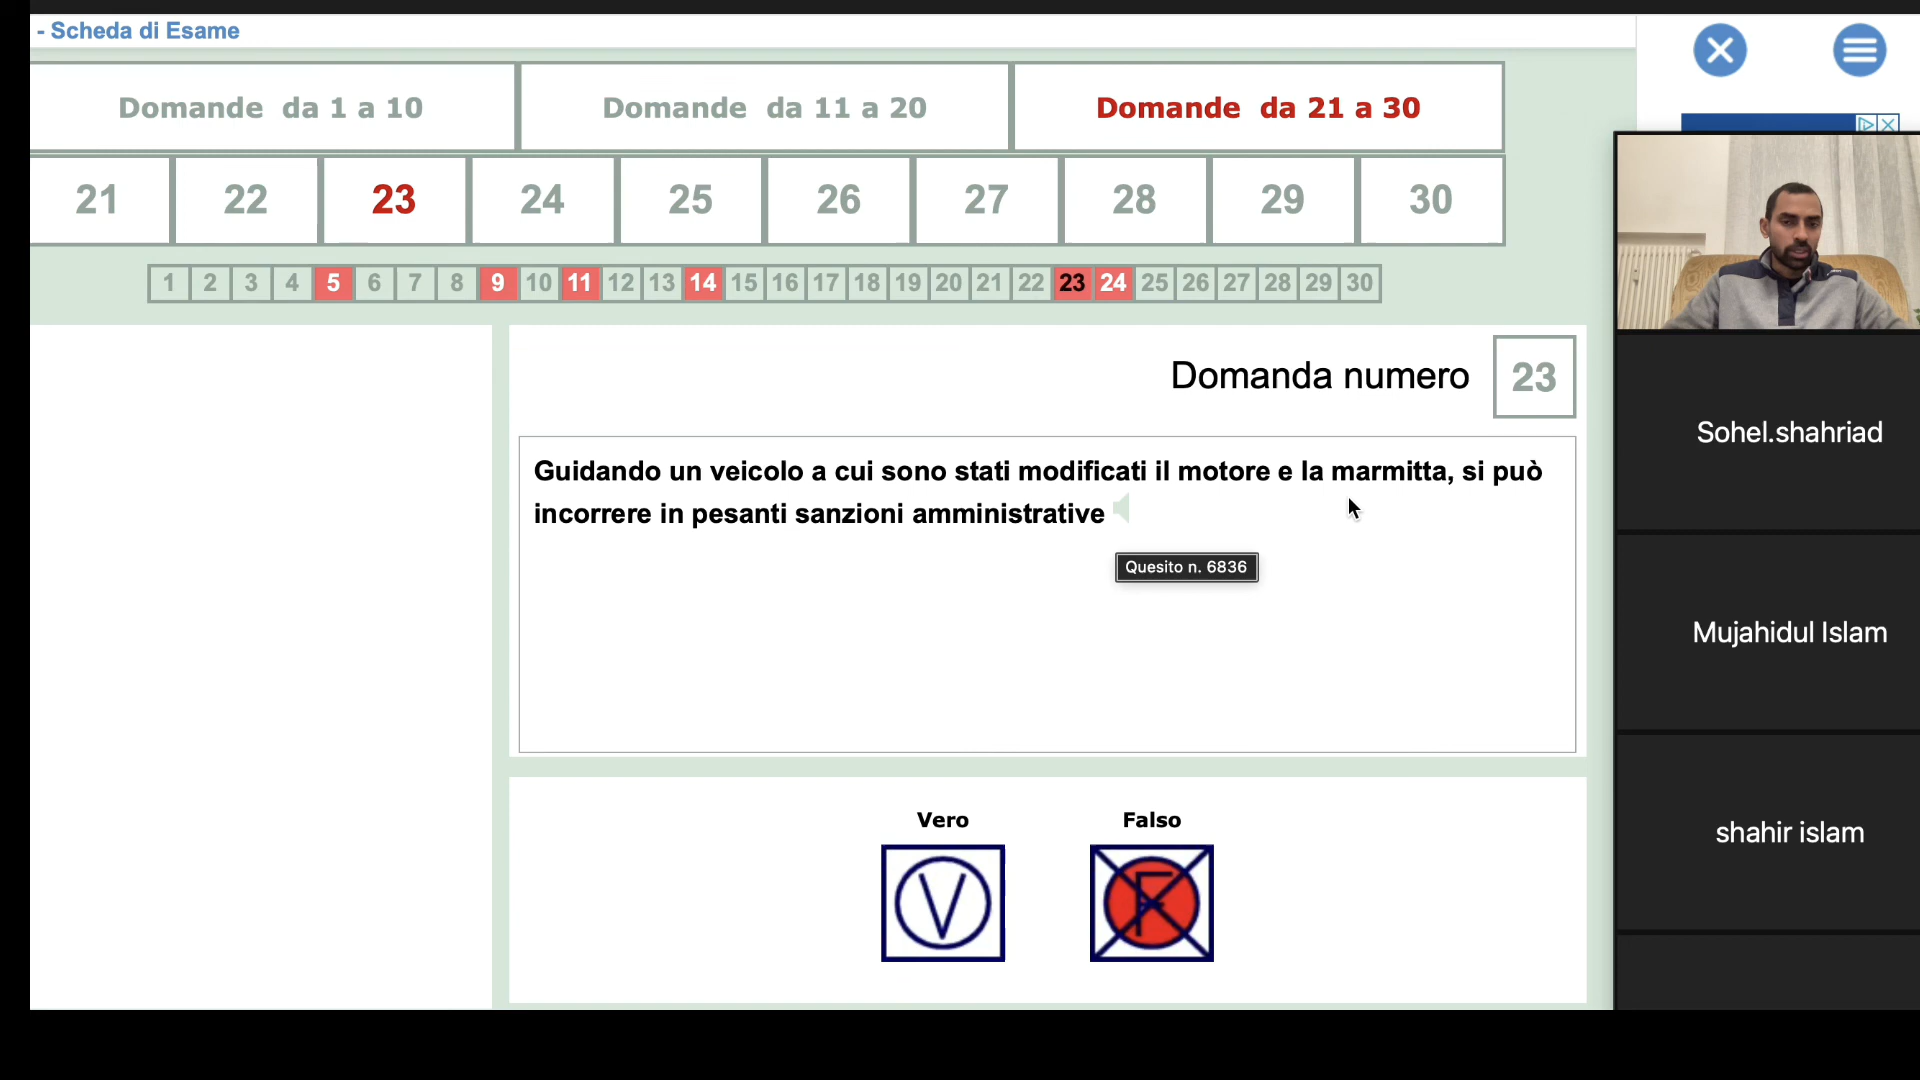 - Scheda di Esame
Domande da 1 a 10
Domande da 11 a 20
Domande da 21 a 30
21 22 23 24 25 26 27 28 29 30
1 2 3 4 5 6 7 8 9 10 11 12 13 14 15 16 17 18 19 20 21 22 23 24 25 26 27 28 29 30
Domanda numero 23
Guidando un veicolo a cui sono stati modificati il motore e la marmitta, si può
incorrere in pesanti sanzioni amministrative
Quesito n. 6836
Vero
Falso
V
F
Sohel.shahriad
Mujahidul Islam
shahir islam